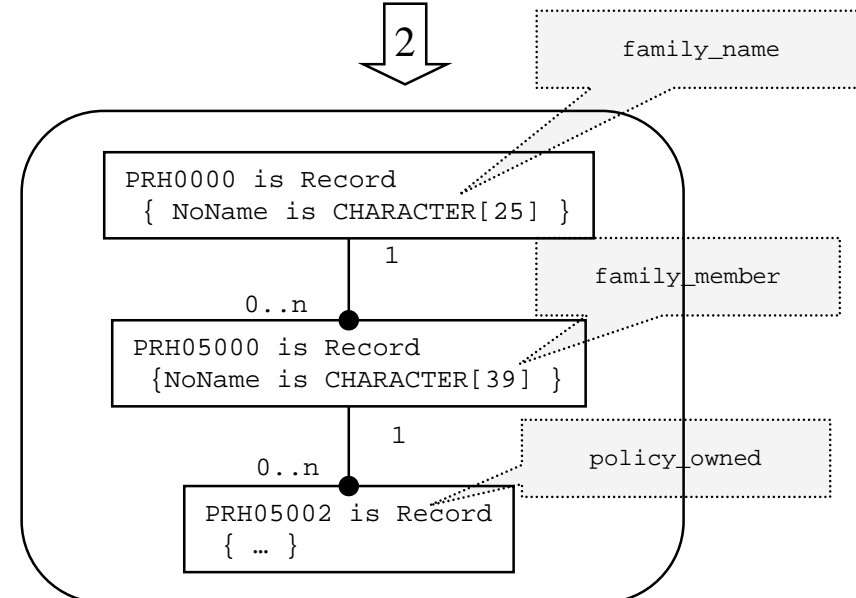 2
family_name
PRH0000 is Record
{ NoName is CHARACTER[25] }
1
family_member
0..n
PRH05000 is Record
{NoName is CHARACTER[39] }
1
policy_owned
0..n
PRH05002 is Record
{ … }